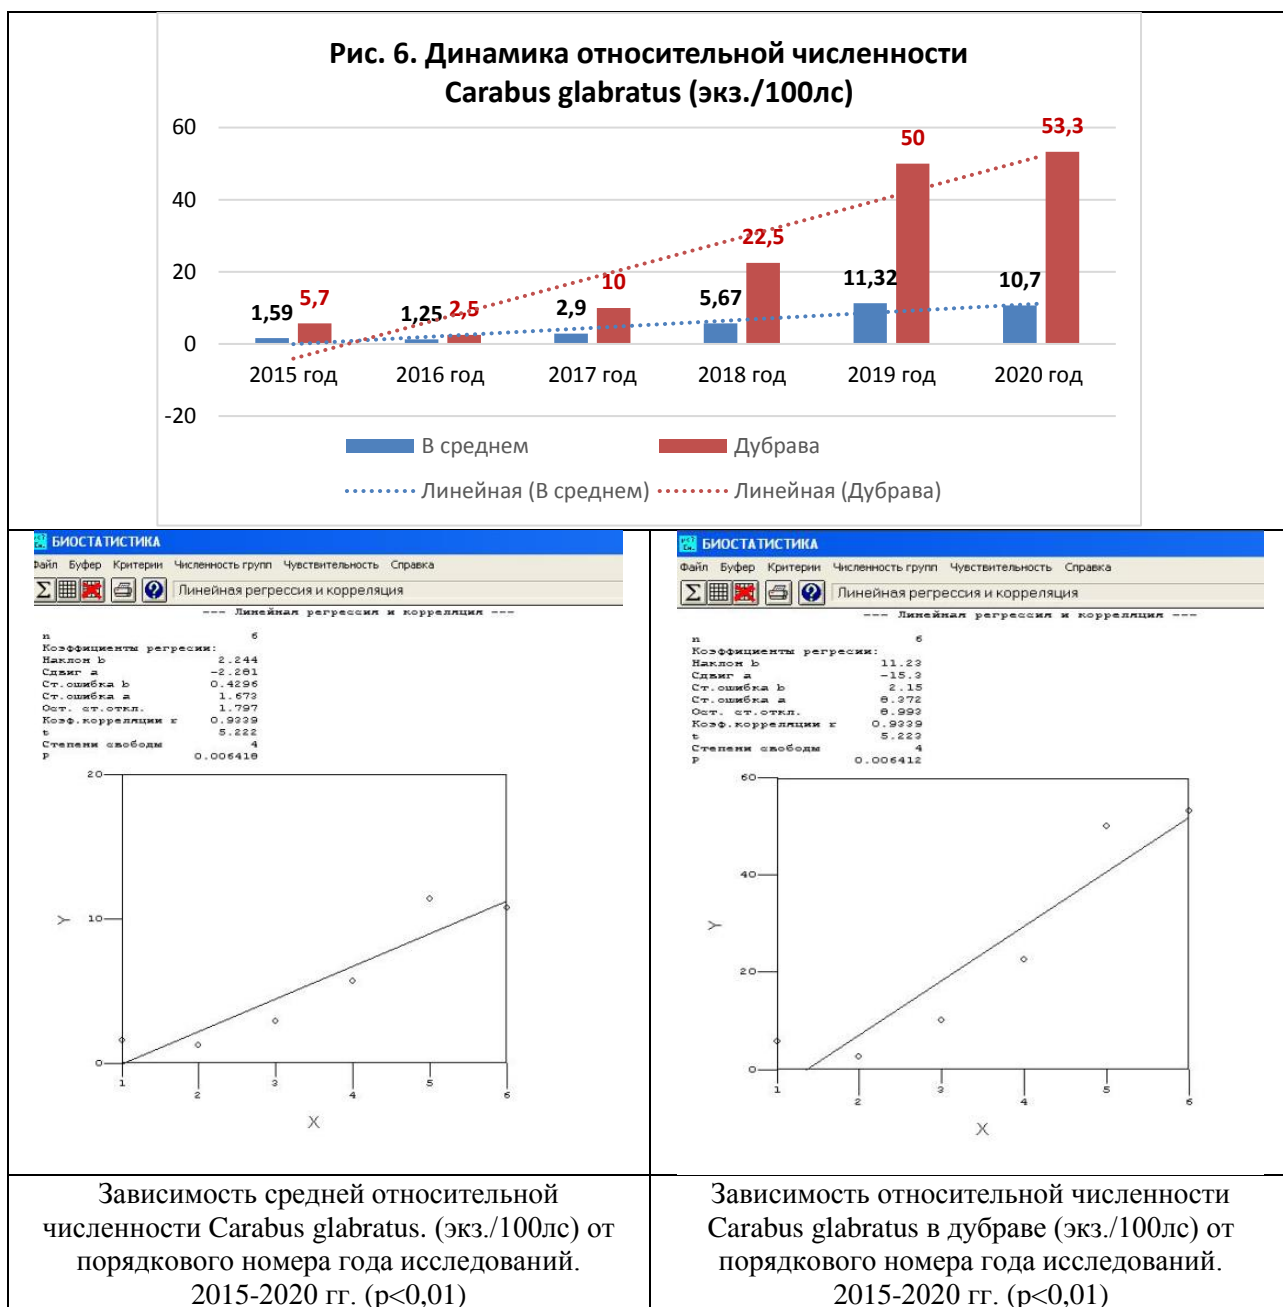 Рис. 6. Динамика относительной численности
Carabus glabratus (экз./100лс)
60
40
20
0
-20
1,59
5,7
1,25
2,5
2,9
10
5,67
22,5
11,32
50
10,7
53,3
2015 год
2016 год
2017 год
2018 год
2019 год
2020 год
В среднем
Дубрава
Линейная (В среднем)
Линейная (Дубрава)
БИОСТАТИСТИКА
Файл Буфер Критерии Численность групп Чувствительность Справка
Линейная регрессия и корреляция
--- Линейная регрессия и корреляция ---
n 6
Коэффициенты регресии:
Наклон b 2.244
Сдвиг a -2.281
Ст.ошибка b 0.4296
Ст.ошибка a 1.673
Ост. ст.откл. 1.797
Коэф.корреляции r 0.9339
t 5.222
Степени свободы 4
P 0.006418
20
10
0
Y
1
2
3
4
5
6
X
БИОСТАТИСТИКА
Файл Буфер Критерии Численность групп Чувствительность Справка
Линейная регрессия и корреляция
--- Линейная регрессия и корреляция ---
n 6
Коэффициенты регресии:
Наклон b 11.23
Сдвиг a -15.3
Ст.ошибка b 2.15
Ст.ошибка a 8.372
Ост. ст.откл. 8.993
Коэф.корреляции r 0.9339
t 5.223
Степени свободы 4
P 0.006412
60
40
20
0
Y
1
2
3
4
5
6
X
Зависимость средней относительной
численности Carabus glabratus. (экз./100лс) от
порядкового номера года исследований.
2015-2020 гг. (p<0,01)
Зависимость относительной численности
Carabus glabratus в дубраве (экз./100лс) от
порядкового номера года исследований.
2015-2020 гг. (p<0,01)